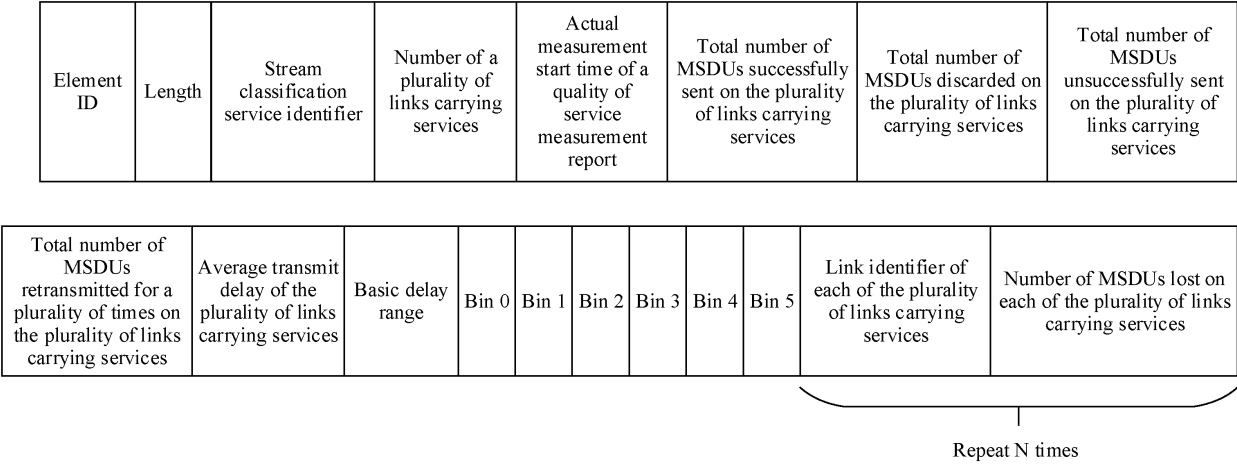 Element
ID
Length
Stream
classification
service identifier
Number of a
plurality of
links carrying
services
Actual
measurement
start time of a
quality of
service
measurement
report
Total number of
MSDUs successfully
sent on the plurality
of links carrying
services
Total number of
MSDUs discarded on
the plurality of links
carrying services
Total number of
MSDUs
unsuccessfully sent
on the plurality of
links carrying
services
Total number of
MSDUs
retransmitted for a
plurality of times on
the plurality of links
carrying services
Average transmit
delay of the
plurality of links
carrying services
Basic delay
range
Bin 0
Bin 1
Bin 2
Bin 3
Bin 4
Bin 5
Link identifier of
each of the plurality
of links carrying
services
Number of MSDUs lost on
each of the plurality of links
carrying services
Repeat N times